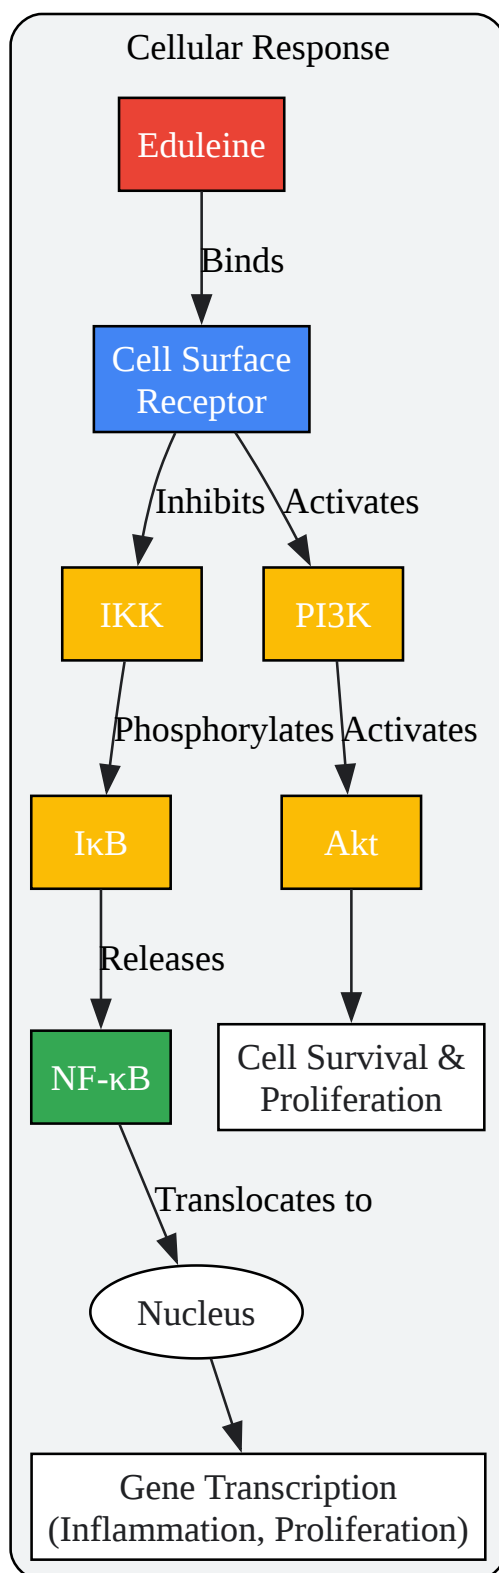 Cellular Response
Eduleine
Binds
Cell Surface
Receptor
Inhibits
Activates
IKK
PI3K
Phosphorylates
Activates
IκB
Akt
Releases
NF-κB
Cell Survival &
Proliferation
Translocates to
Nucleus
Gene Transcription
(Inflammation, Proliferation)